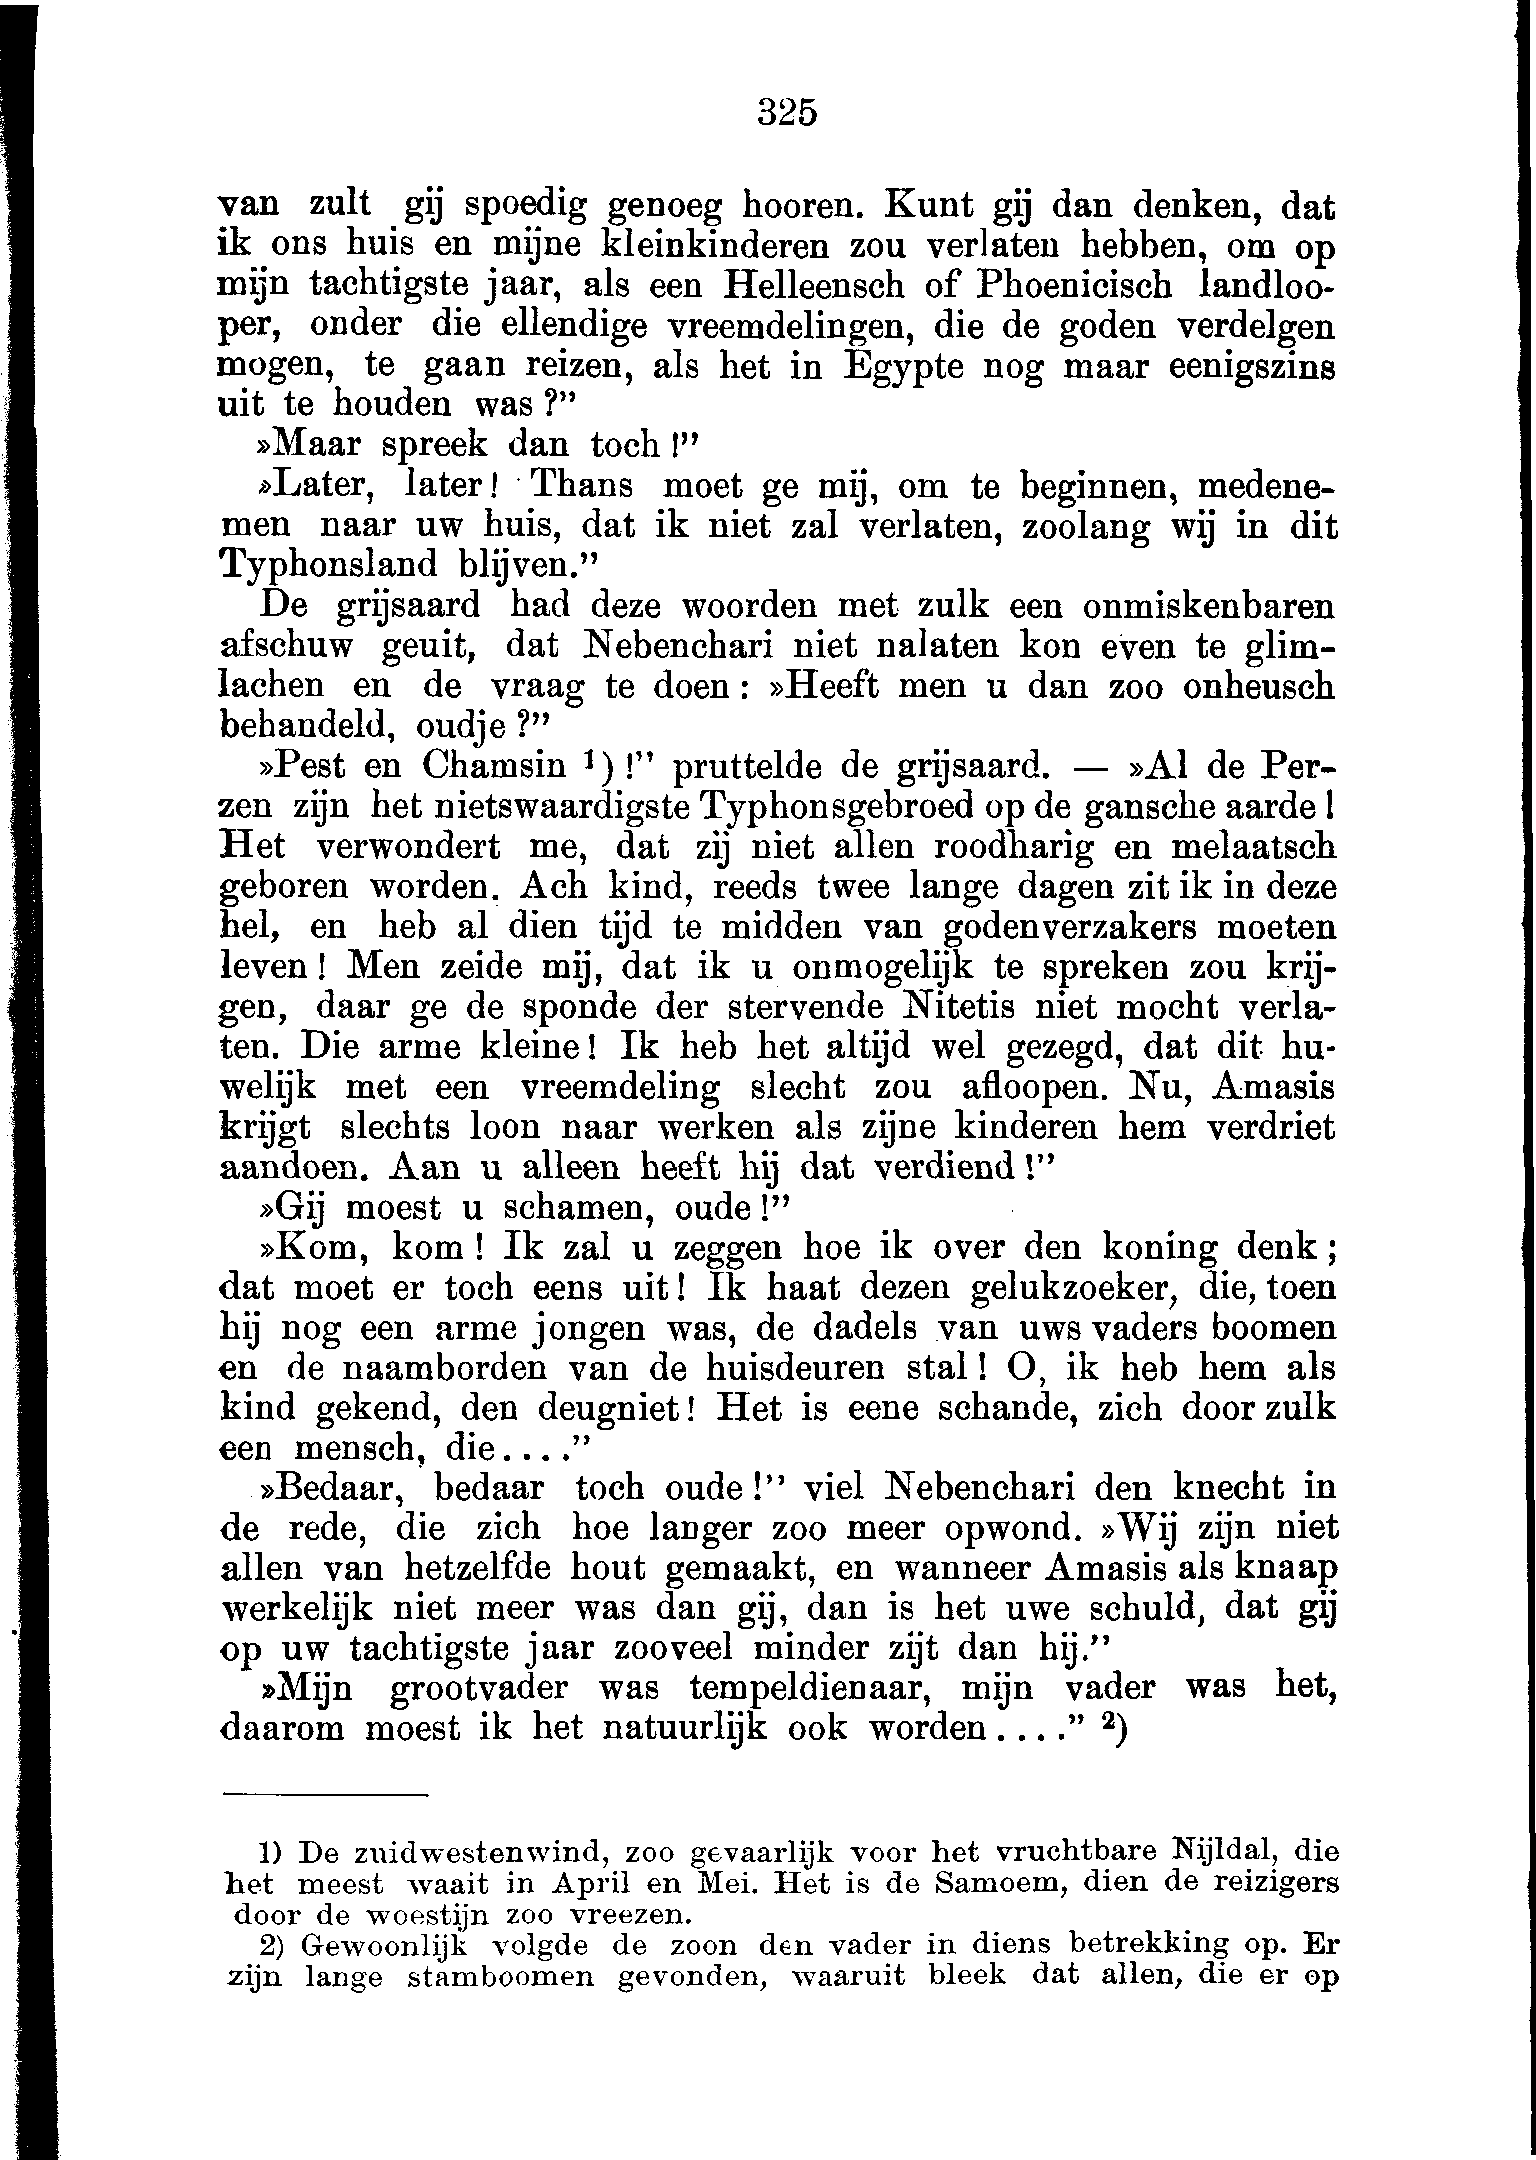 325
van zult gij spoedig genoeg hooren. Kunt gij dan denken, dat
ik ons huis en mijne kleinkinderen zou verlaten hebben, om op
mijn tachtigste jaar, als een Helleensch of Phoenicisch landloo-
per, onder die ellendige vreemdelingen, die de goden verdelgen
mogen, te gaan reizen, als het in Egypte nog maar eenigszins
uit te houden was ?”
»Maar spreek dan toch !”
»Later, later! Thans moet ge mij, om te beginnen, medene-
men naar uw huis, dat ik niet zal verlaten, zoolang wij in dit
Typhonsland blijven.”
De grijsaard had deze woorden met zulk een onmiskenbaren
afschuw geuit, dat Nebenchari niet nalaten kon even te glim-
lachen en de vraag te doen : »Heeft men u dan zoo onheusch
behandeld, oudje ?”
»Pest en Chamsin ¹) !” pruttelde de grijsaard. — »Al de Per-
zen zijn het nietswaardigste Typhonsgebroed op de gansche aarde !
Het verwondert me, dat zij niet allen roodharig en melaatsch
geboren worden. Ach kind, reeds twee lange dagen zit ik in deze
hel, en heb al dien tijd te midden van godenverzakers moeten
leven ! Men zeide mij, dat ik u onmogelijk te spreken zou krij-
gen, daar ge de sponde der stervende Nitetis niet mocht verla-
ten. Die arme kleine! Ik heb het altijd wel gezegd, dat dit hu-
welijk met een vreemdeling slecht zou afloopen. Nu, Amasis
krijgt slechts loon naar werken als zijne kinderen hem verdriet
aandoen. Aan u alleen heeft hij dat verdiend !”
»Gij moest u schamen, oude !”
»Kom, kom ! Ik zal u zeggen hoe ik over den koning denk ;
dat moet er toch eens uit! Ik haat dezen gelukzoeker, die, toen
hij nog een arme jongen was, de dadels van uws vaders boomen
en de naamborden van de huisdeuren stal! O, ik heb hem als
kind gekend, den deugniet! Het is eene schande, zich door zulk
een mensch, die....”
»Bedaar, bedaar toch oude !” viel Nebenchari den knecht in
de rede, die zich hoe langer zoo meer opwond. »Wij zijn niet
allen van hetzelfde hout gemaakt, en wanneer Amasis als knaap
werkelijk niet meer was dan gij, dan is het uwe schuld, dat gij
op uw tachtigste jaar zooveel minder zijt dan hij.”
»Mijn grootvader was tempeldienaar, mijn vader was het,
daarom moest ik het natuurlijk ook worden....” ²)
1) De zuidwestenwind, zoo gevaarlijk voor het vruchtbare Nijldal, die
het meest waait in April en Mei. Het is de Samoem, dien de reizigers
door de woestijn zoo vreezen.
2) Gewoonlijk volgde de zoon den vader in diens betrekking op. Er
zijn lange stamboomen gevonden, waaruit bleek dat allen, die er op